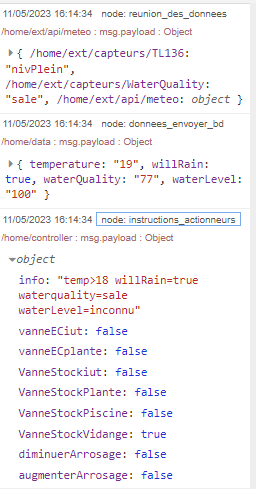 11/05/2023 16:14:34 node: reunion_des_donnees
/home/ext/api/meteo : msg.payload : Object
{ /home/ext/capteurs/TL136:
"nivPlein",
/home/ext/capteurs/WaterQuality:
"sale", /home/ext/api/meteo: object }
11/05/2023 16:14:34 node: donnees_envoyer_bd
/home/data : msg.payload : Object
{ temperature: "19", willRain:
true, waterQuality: "77", waterLevel:
"100" }
11/05/2023 16:14:34 node: instructions_actionneurs
/home/controller : msg.payload : Object
object
info: "temp>18 willRain=true
waterquality=sale
waterLevel=inconnu"
vanneECiut: false
vanneECplante: false
VanneStockiut: false
VanneStockPlante: false
VanneStockPiscine: false
VanneStockVidange: true
diminuerArrosage: false
augmenterArrosage: false